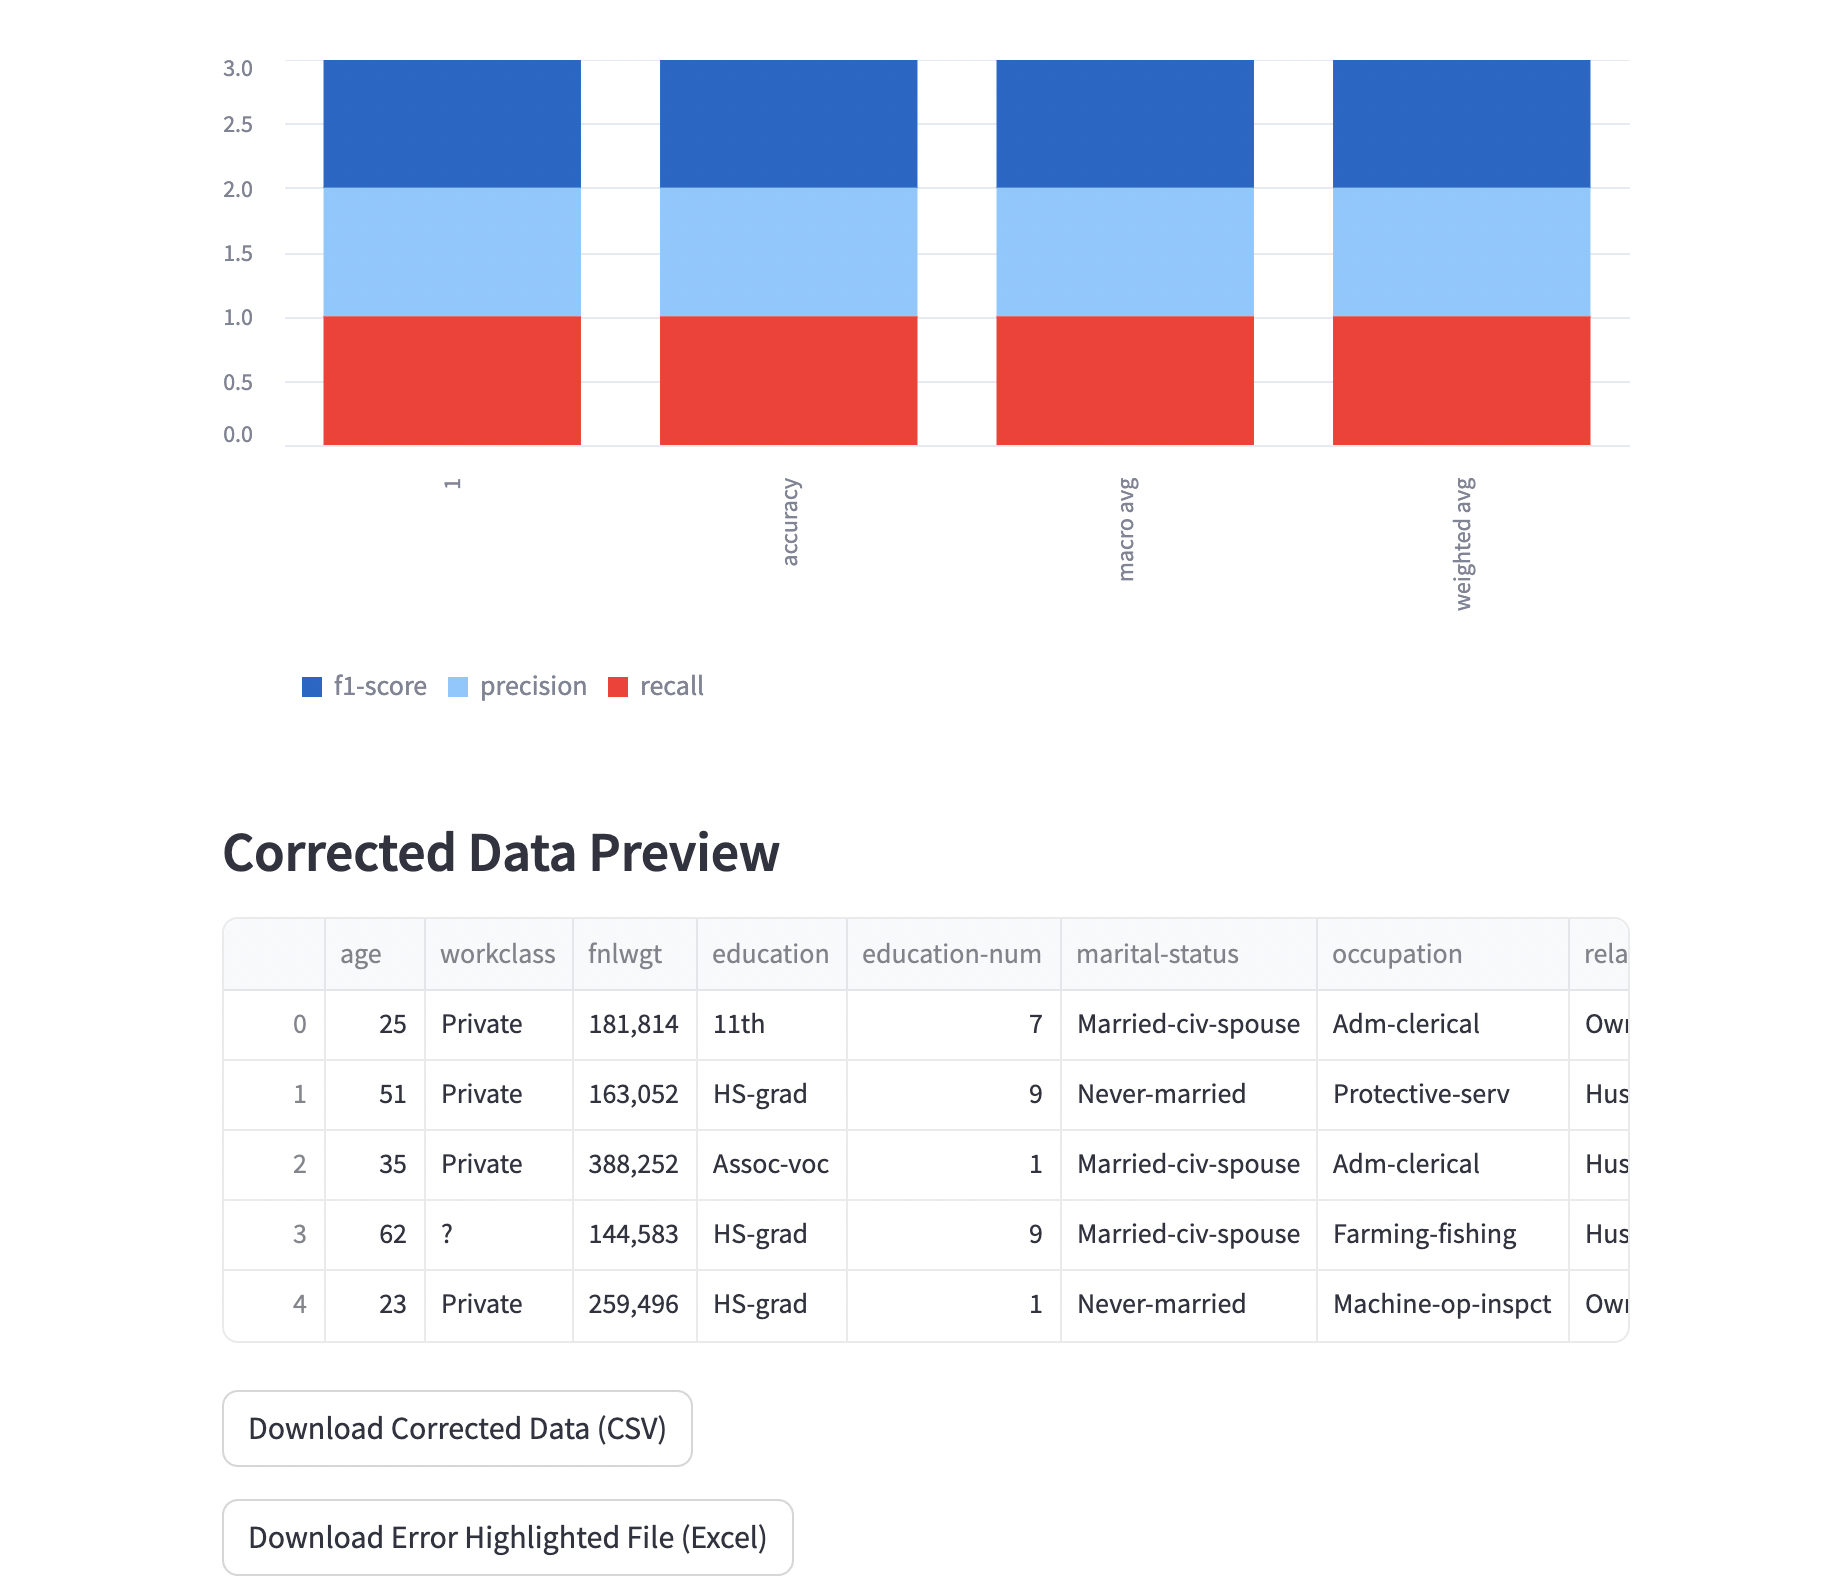 3.0
2.5
2.0
1.5
1.0
0.5
0.0
1
accuracy
macro avg
weighted avg
f1-score precision recall
Corrected Data Preview
age workclass fnlwgt education education-num marital-status occupation rela
0 25 Private 181,814 11th 7 Married-civ-spouse Adm-clerical Own
1 51 Private 163,052 HS-grad 9 Never-married Protective-serv Hus
2 35 Private 388,252 Assoc-voc 1 Married-civ-spouse Adm-clerical Hus
3 62 ? 144,583 HS-grad 9 Married-civ-spouse Farming-fishing Hus
4 23 Private 259,496 HS-grad 1 Never-married Machine-op-inspct Own
Download Corrected Data (CSV)
Download Error Highlighted File (Excel)